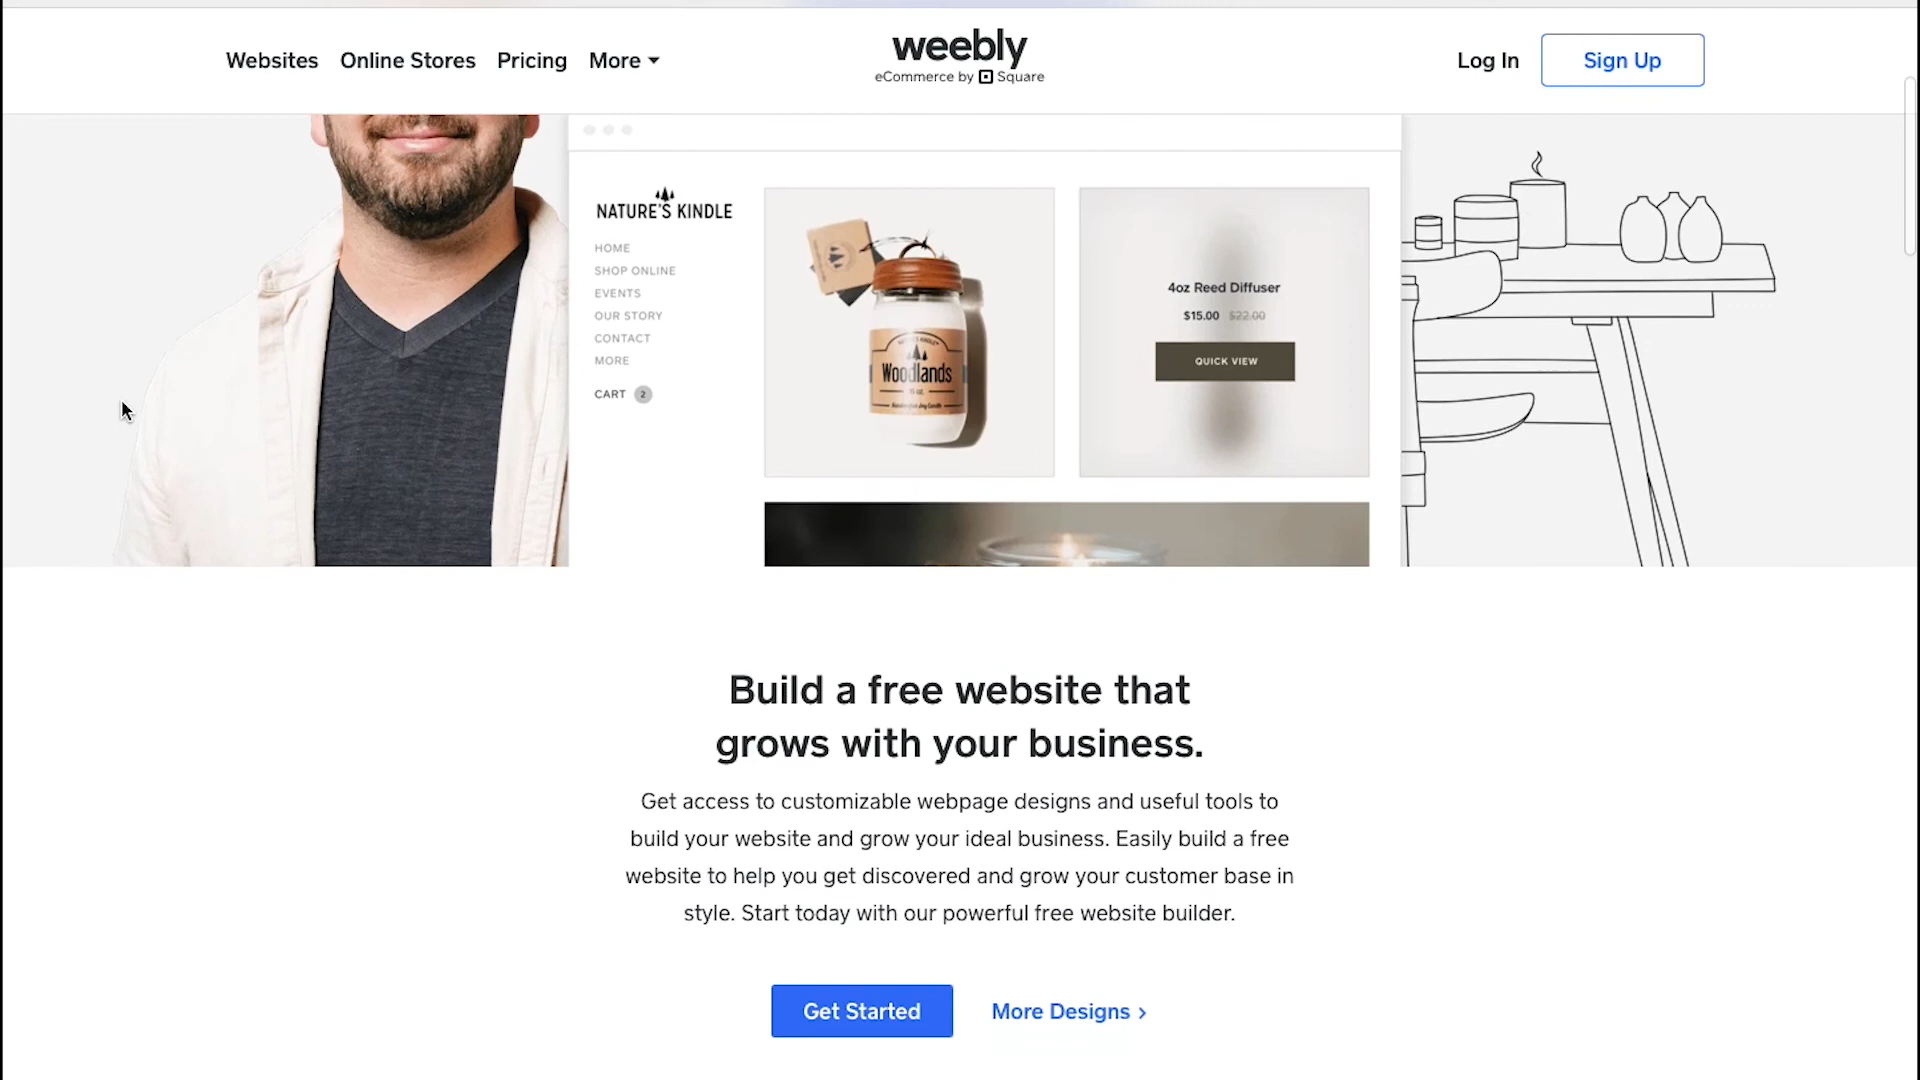 Websites Online Stores Pricing More
weebly
eCommerce by Square
Log In Sign Up
NATURE'S KINDLE
HOME
SHOP ONLINE
EVENTS
OUR STORY
CONTACT
MORE
CART 2
Woodlands
4oz Reed Diffuser
$15.00 $22.00
QUICK VIEW
Build a free website that
grows with your business.
Get access to customizable webpage designs and useful tools to
build your website and grow your ideal business. Easily build a free
website to help you get discovered and grow your customer base in
style. Start today with our powerful free website builder.
Get Started More Designs ›